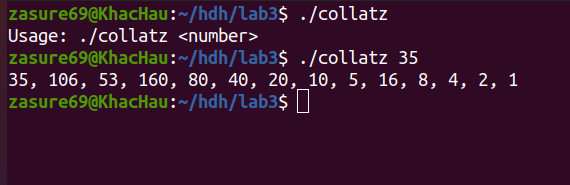 zasure69@KhacHau:~/hdh/lab3$ ./collatz
Usage: ./collatz <number>
zasure69@KhacHau:~/hdh/lab3$ ./collatz 35
35, 106, 53, 160, 80, 40, 20, 10, 5, 16, 8, 4, 2, 1
zasure69@KhacHau:~/hdh/lab3$